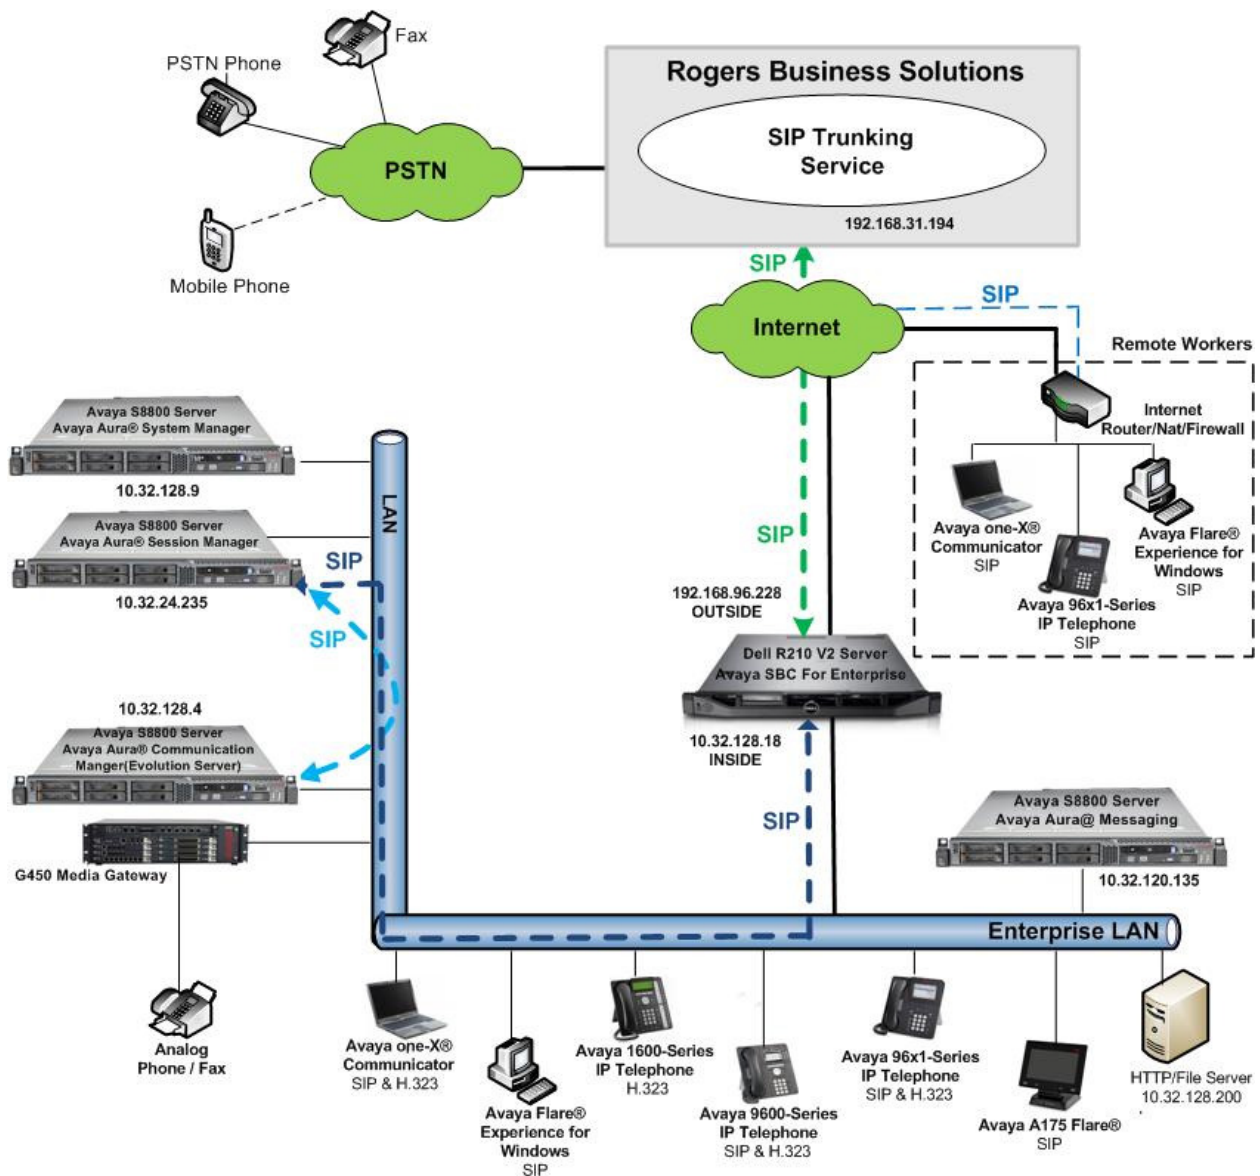 Fax
PSTN Phone
PSTN
Mobile Phone
Rogers Business Solutions
SIP Trunking
Service
192.168.31.194
SIP
Internet
SIP
Remote Workers
Internet
Router/Nat/Firewall
Avaya one-X®
Communicator
SIP
Avaya 96x1-Series
IP Telephone
SIP
Avaya Flare®
Experience for
Windows
SIP
Avaya S8800 Server
Avaya Aura® System Manager
10.32.128.9
Avaya S8800 Server
Avaya Aura® Session Manager
10.32.24.235
LAN
SIP
SIP
SIP
192.168.96.228
OUTSIDE
Dell R210 V2 Server
Avaya SBC For Enterprise
10.32.128.18
INSIDE
SIP
10.32.128.4
Avaya S8800 Server
Avaya Aura® Communication
Manger(Evolution Server)
G450 Media Gateway
Analog
Phone / Fax
Avaya S8800 Server
Avaya Aura@ Messaging
10.32.120.135
Enterprise LAN
Avaya one-X®
Communicator
SIP & H.323
Avaya Flare®
Experience for
Windows
SIP
Avaya 1600-Series
IP Telephone
H.323
Avaya 9600-Series
IP Telephone
SIP & H.323
Avaya 96x1-Series
IP Telephone
SIP & H.323
Avaya A175 Flare®
SIP
HTTP/File Server
10.32.128.200